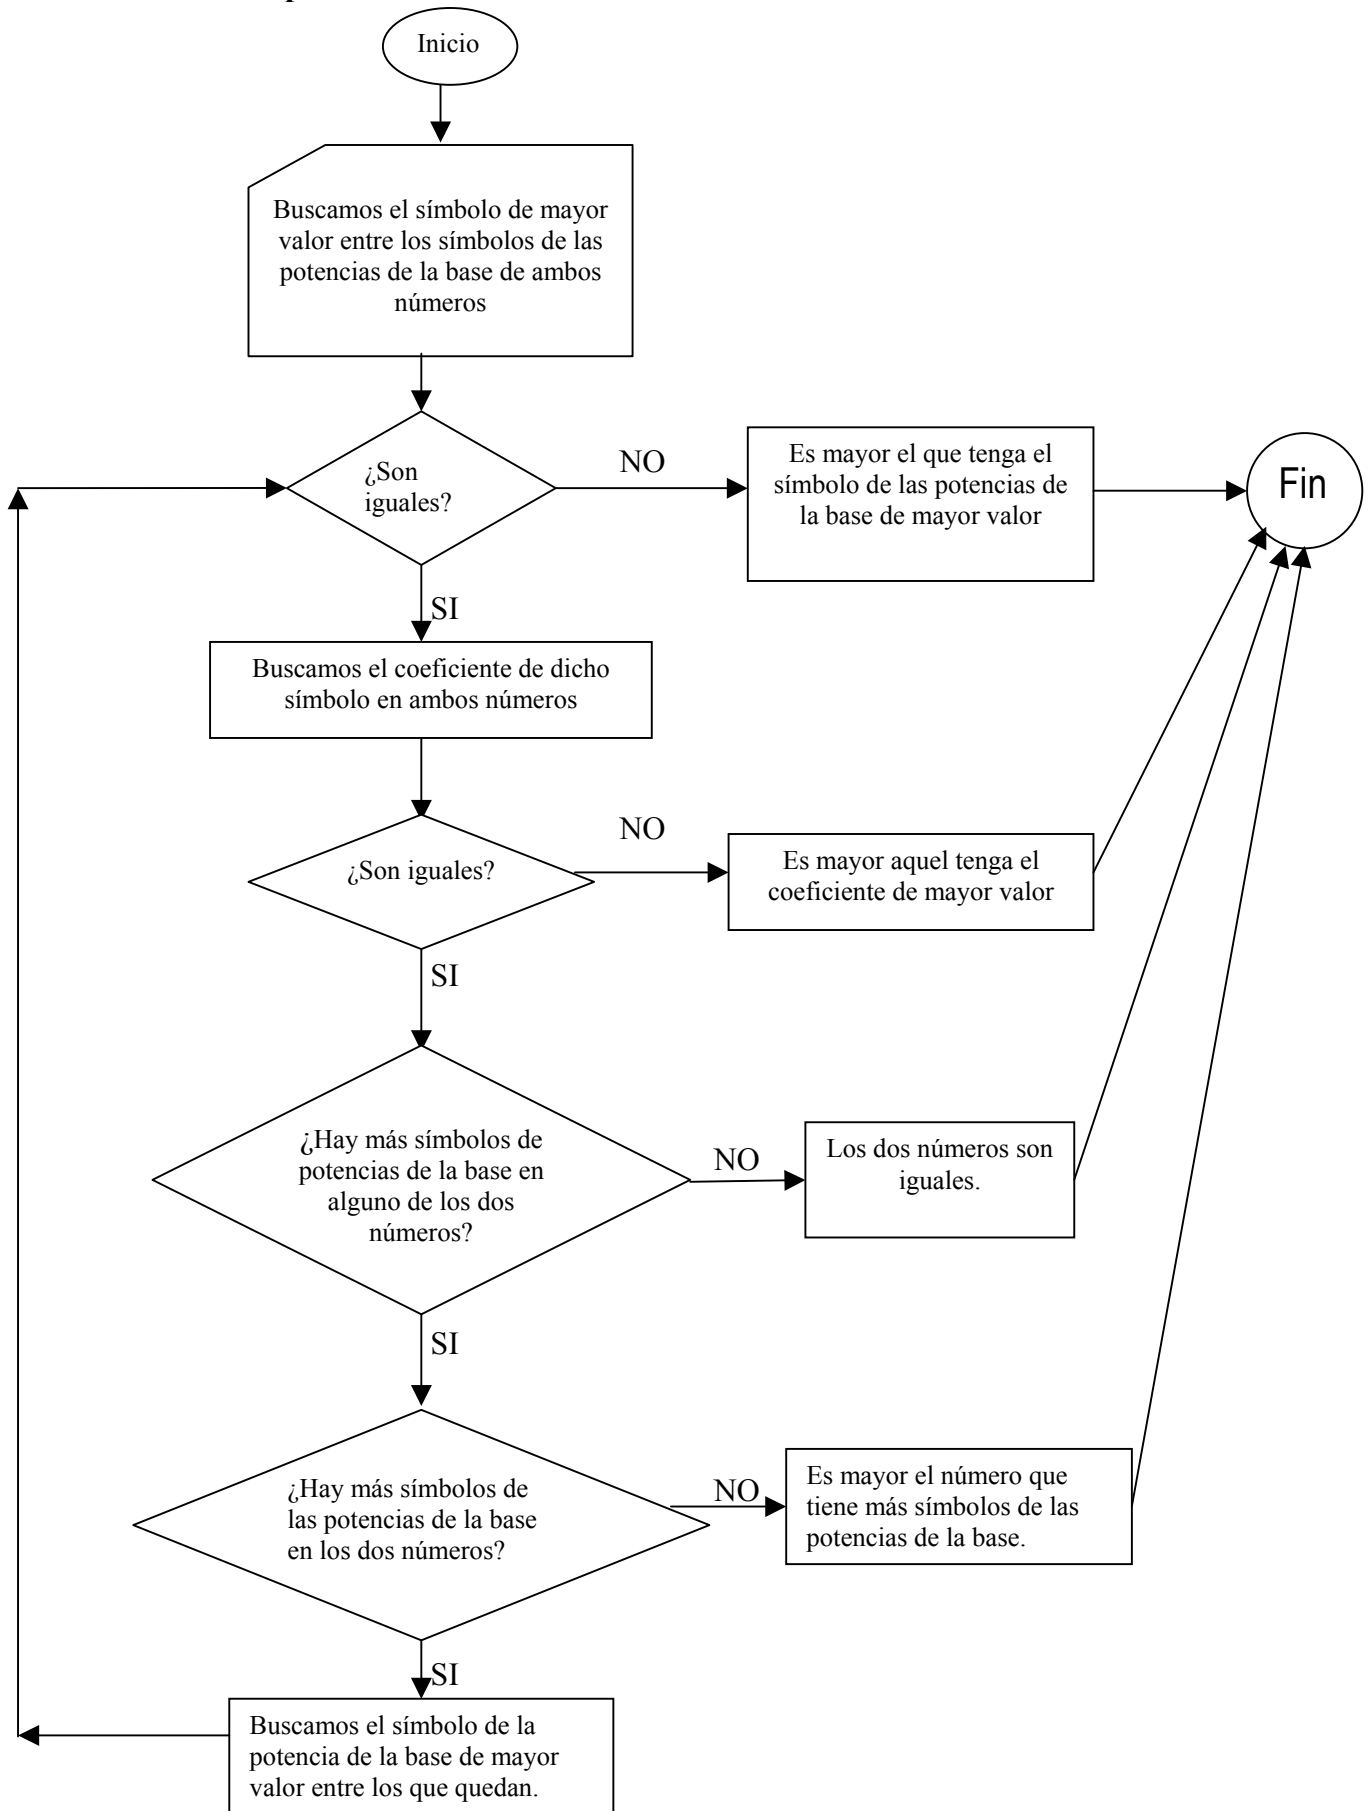 Inicio
Buscamos el símbolo de mayor
valor entre los símbolos de las
potencias de la base de ambos
números
¿Son
iguales?
NO
Es mayor el que tenga el
símbolo de las potencias de
la base de mayor valor
Fin
SI
Buscamos el coeficiente de dicho
símbolo en ambos números
¿Son iguales?
NO
Es mayor aquel tenga el
coeficiente de mayor valor
SI
¿Hay más símbolos de
potencias de la base en
alguno de los dos
números?
NO
Los dos números son
iguales.
SI
¿Hay más símbolos de
las potencias de la base
en los dos números?
NO
Es mayor el número que
tiene más símbolos de las
potencias de la base.
SI
Buscamos el símbolo de la
potencia de la base de mayor
valor entre los que quedan.